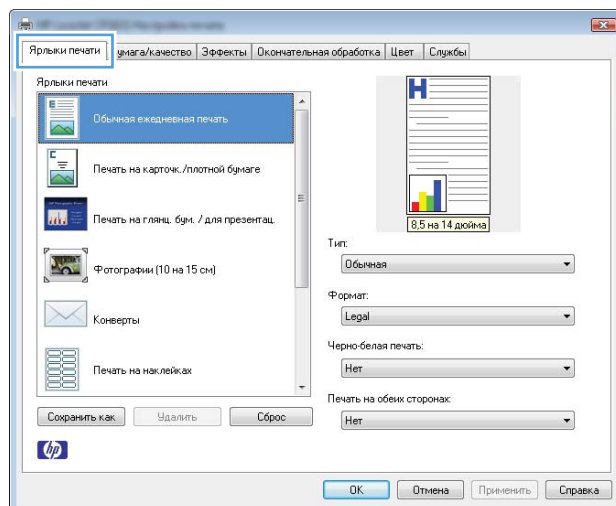 Ярлыки печати
умага/качество
Эффекты
Окончательная обработка
Цвет
Службы
Ярлыки печати
Обычная ежедневная печать
Печать на карточк./плотной бумаге
Печать на глянц. бум. / для презентац.
Фотографии (10 на 15 см)
Конверты
Печать на наклейках
Сохранить как
Удалить
Сброс
hp
8,5 на 14 дюйма
Тип:
Обычная
Формат:
Legal
Черно-белая печать:
Нет
Печать на обеих сторонах:
Нет
OK
Отмена
Применить
Справка